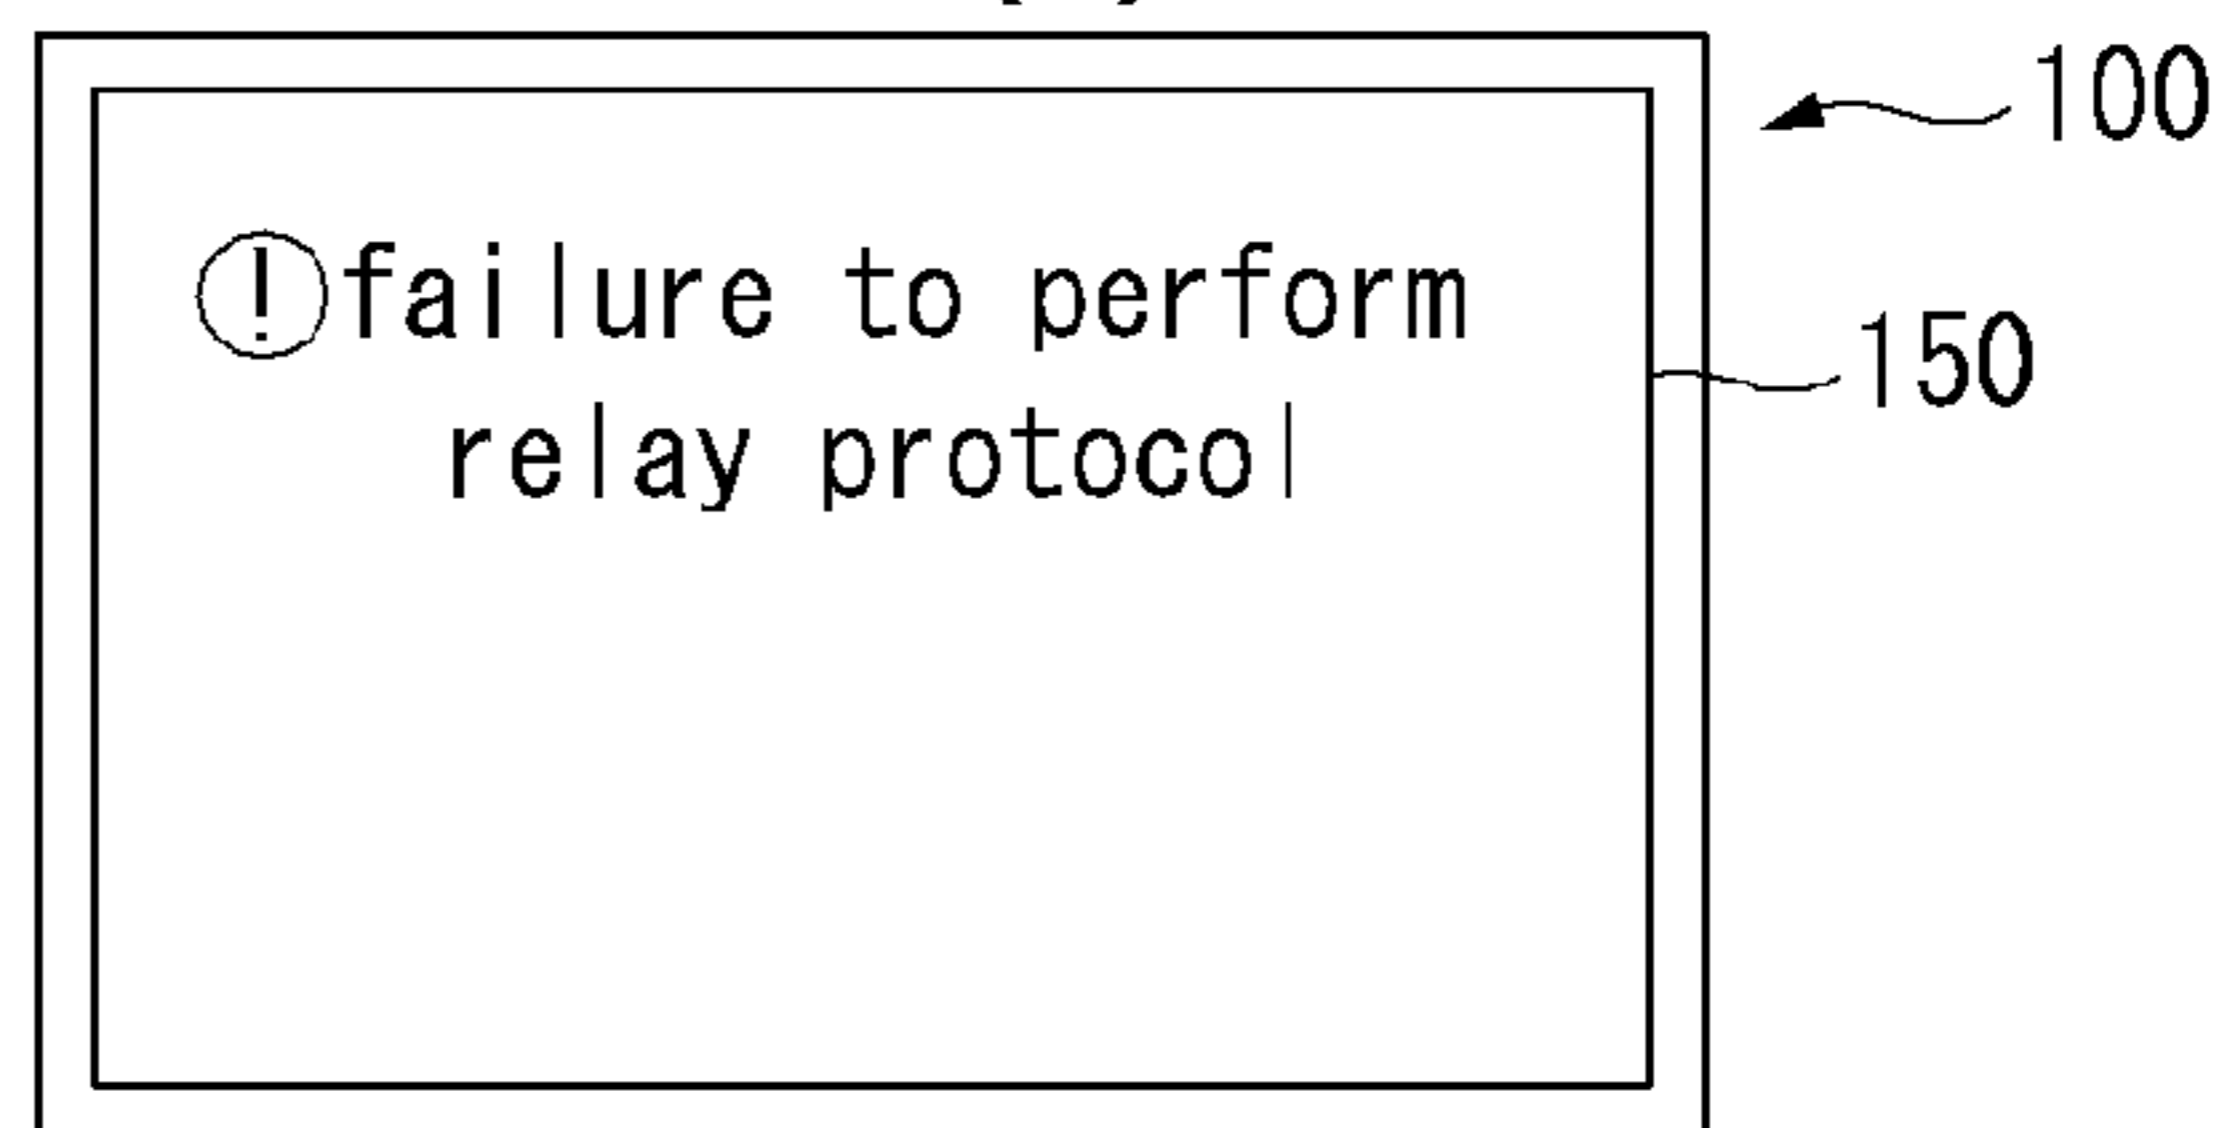 100
! failure to perform
150
relay protocol